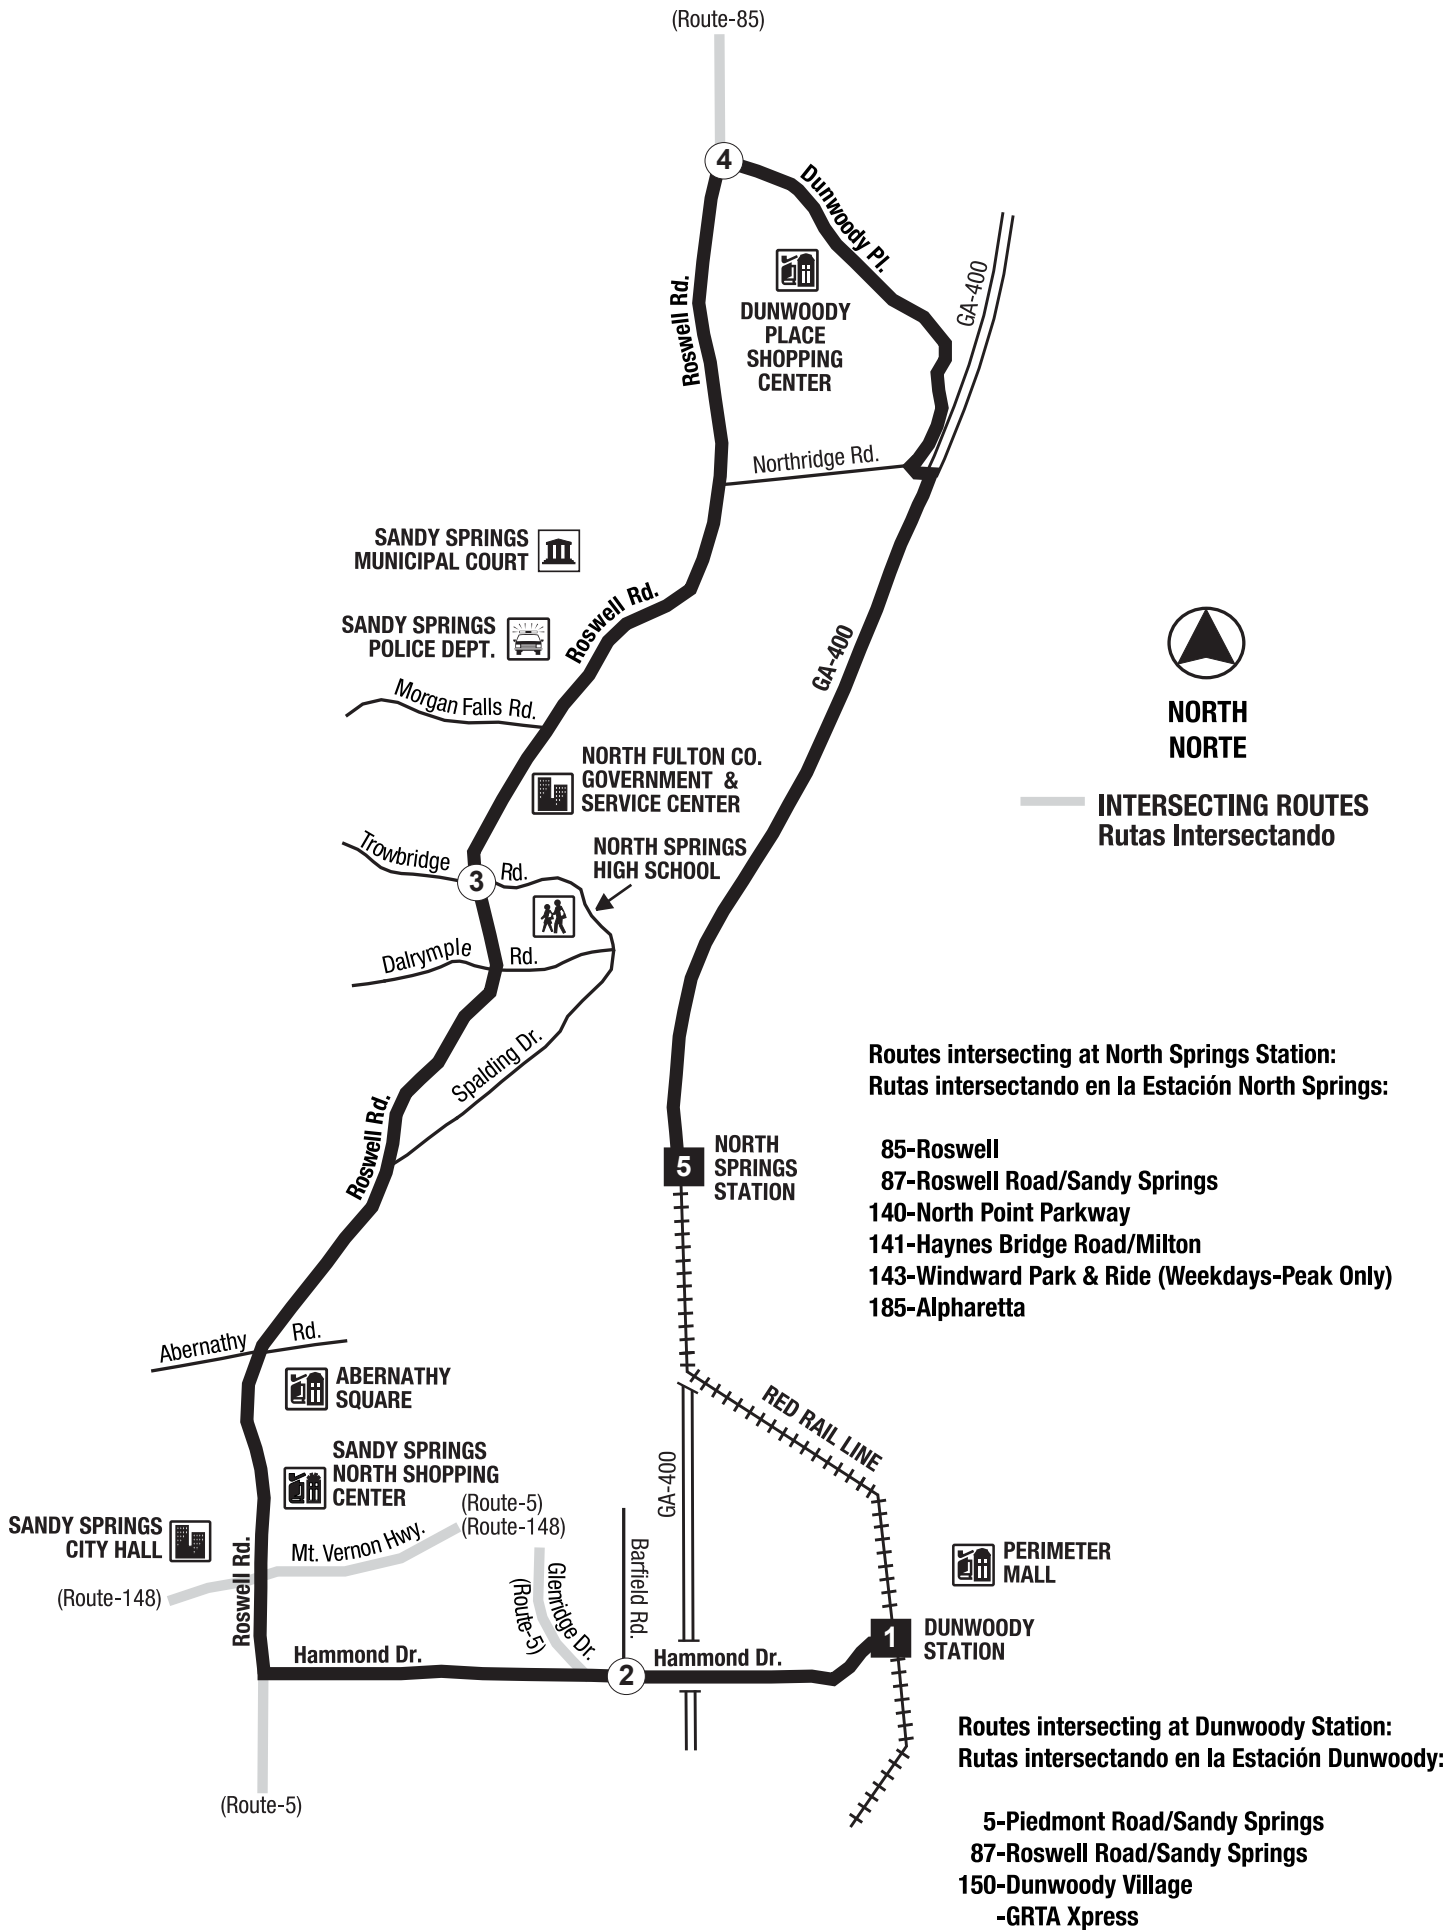 (Route-85)
4
Dunwoody Pl.
GA-400
Roswell Rd.
DUNWOODY
PLACE
SHOPPING
CENTER
Northridge Rd.
SANDY SPRINGS
MUNICIPAL COURT
Roswell Rd.
SANDY SPRINGS
POLICE DEPT.
GA-400
Morgan Falls Rd.
NORTH
NORTE
NORTH FULTON CO.
GOVERNMENT &
SERVICE CENTER
INTERSECTING ROUTES
Rutas Intersectando
NORTH SPRINGS
HIGH SCHOOL
Trowbridge Rd.
3
Dalrymple Rd.
Spalding Dr.
Roswell Rd.
Routes intersecting at North Springs Station:
Rutas intersectando en la Estación North Springs:
85-Roswell
87-Roswell Road/Sandy Springs
140-North Point Parkway
141-Haynes Bridge Road/Milton
143-Windward Park & Ride (Weekdays-Peak Only)
185-Alpharetta
5
NORTH
SPRINGS
STATION
Abernathy Rd.
ABERNATHY
SQUARE
RED RAIL LINE
SANDY SPRINGS
NORTH SHOPPING
CENTER
GA-400
(Route-5)
(Route-148)
SANDY SPRINGS
CITY HALL
Mt. Vernon Hwy.
(Route-148)
Roswell Rd.
Glenridge Dr.
(Route-5)
Barfield Rd.
PERIMETER
MALL
1
DUNWOODY
STATION
Hammond Dr.
2
Hammond Dr.
(Route-5)
Routes intersecting at Dunwoody Station:
Rutas intersectando en la Estación Dunwoody:
5-Piedmont Road/Sandy Springs
87-Roswell Road/Sandy Springs
150-Dunwoody Village
-GRTA Xpress